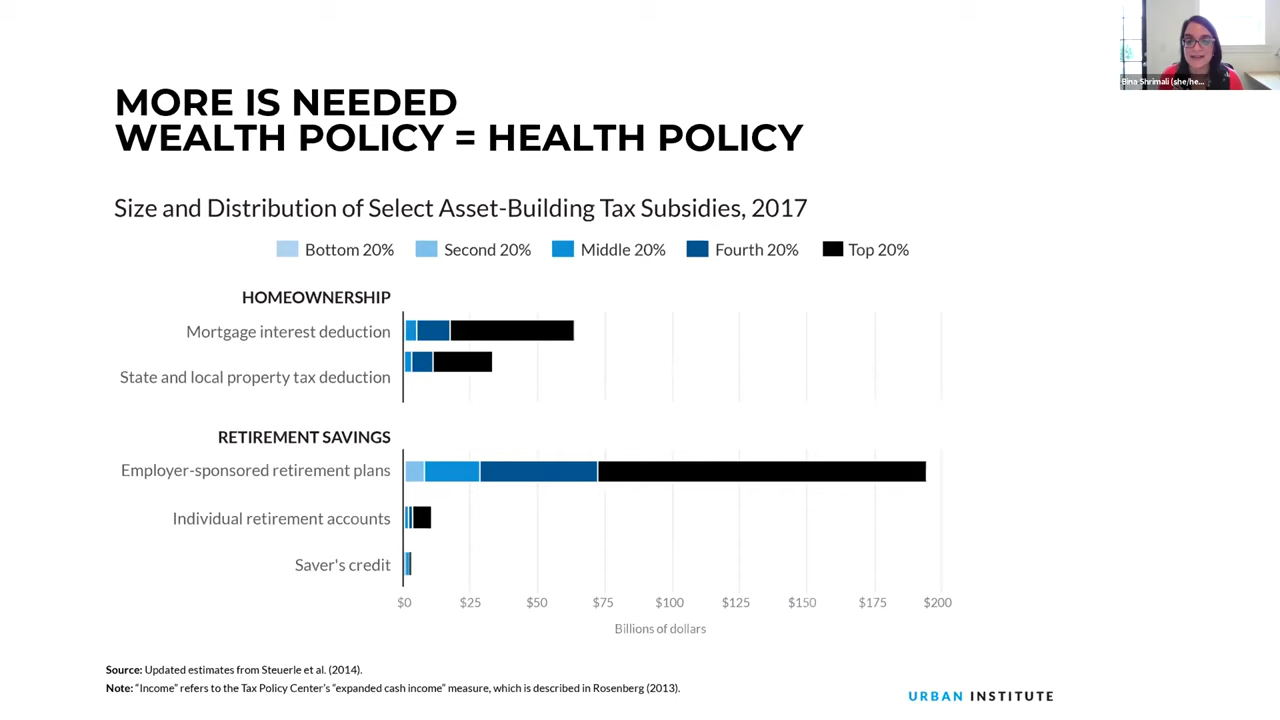 Bina Shrimali (she/he...
MORE IS NEEDED
WEALTH POLICY = HEALTH POLICY
Size and Distribution of Select Asset-Building Tax Subsidies, 2017
Bottom 20% Second 20% Middle 20% Fourth 20% Top 20%
HOMEOWNERSHIP
Mortgage interest deduction
State and local property tax deduction
RETIREMENT SAVINGS
Employer-sponsored retirement plans
Individual retirement accounts
Saver's credit
$0 $25 $50 $75 $100 $125 $150 $175 $200
Billions of dollars
Source: Updated estimates from Steuerle et al. (2014).
Note: “Income” refers to the Tax Policy Center’s “expanded cash income” measure, which is described in Rosenberg (2013).
URBAN INSTITUTE